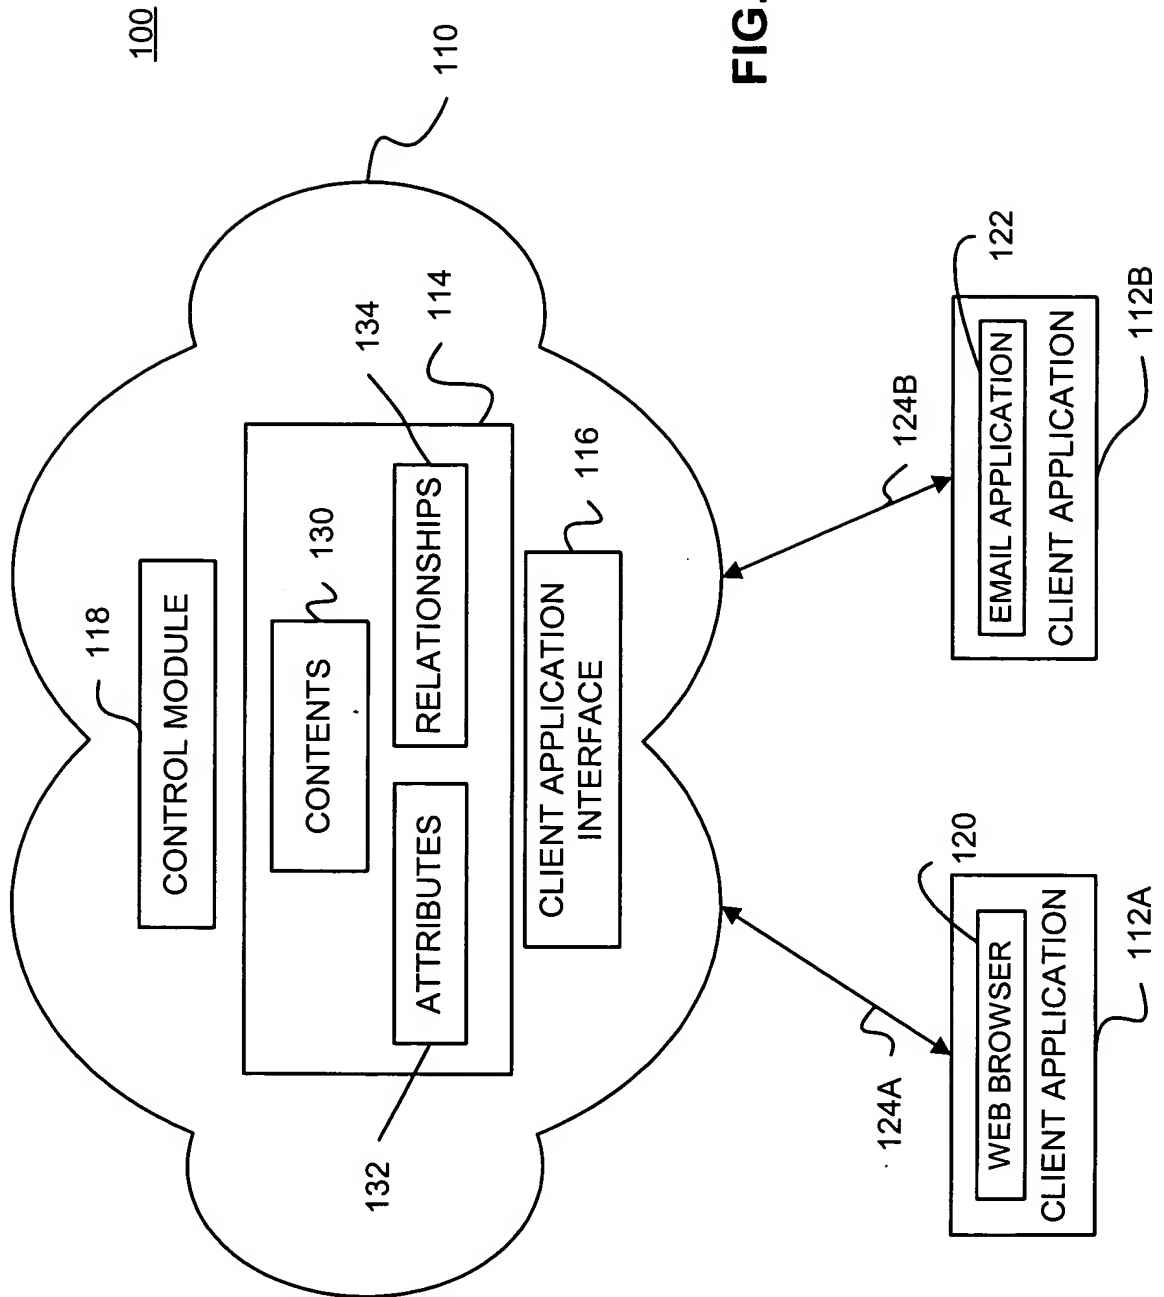 100
110
118
CONTROL MODULE
134
114
CONTENTS
130
ATTRIBUTES
RELATIONSHIPS
132
CLIENT APPLICATION
INTERFACE
116
124A
124B
120
WEB BROWSER
CLIENT APPLICATION
112A
122
EMAIL APPLICATION
CLIENT APPLICATION
112B
FIG.